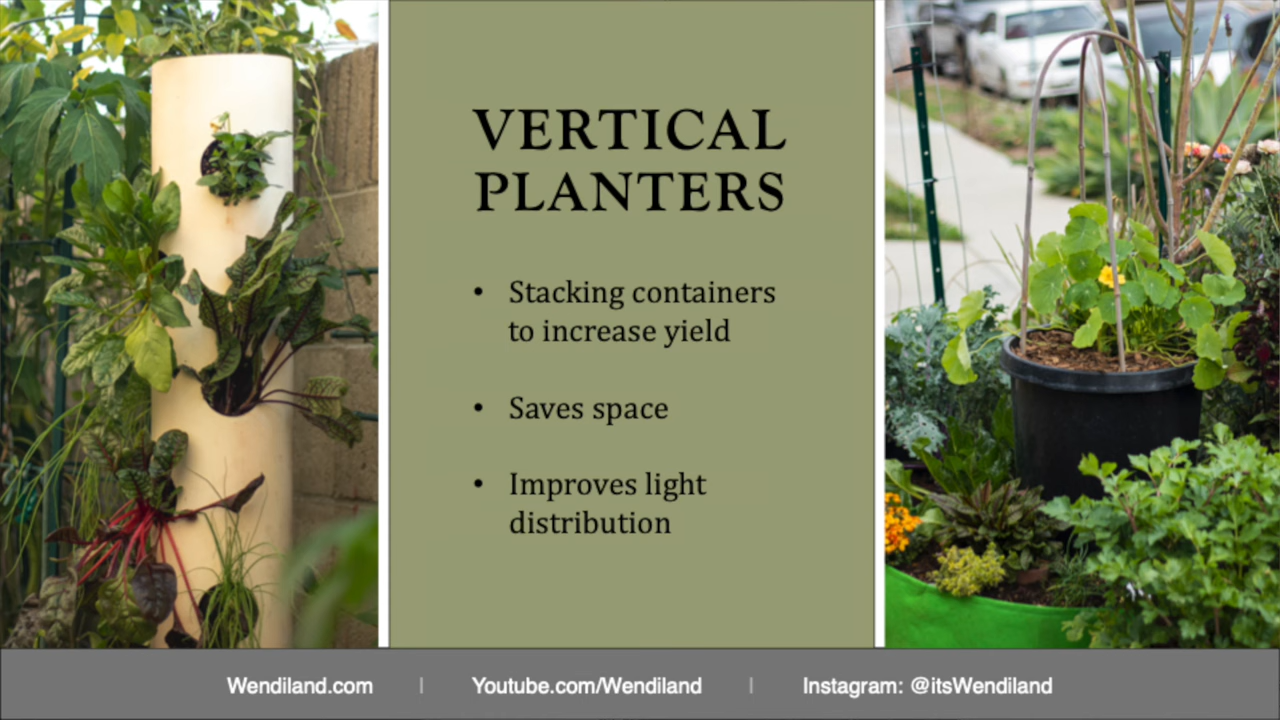 VERTICAL
PLANTERS
• Stacking containers
to increase yield
• Saves space
• Improves light
distribution
Wendiland.com | Youtube.com/Wendiland | Instagram: @itsWendiland